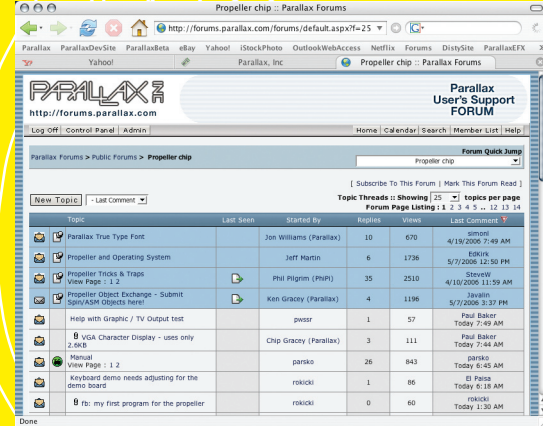 Propeller chip :: Parallax Forums
http://forums.parallax.com/forums/default.aspx?f=25
Parallax ParallaxDevSite ParallaxBeta eBay Yahoo! iStockPhoto OutlookWebAccess Netflix Forums DistySite ParallaxEFX
Yahoo! Parallax, Inc Propeller chip :: Parallax Forums
PARALLAX
http://forums.parallax.com
Parallax
User's Support
FORUM
Log Off Control Panel Admin Home Calendar Search Member List Help
Parallax Forums > Public Forums > Propeller chip
Forum Quick Jump
Propeller chip
[ Subscribe To This Forum | Mark This Forum Read ]
New Topic - Last Comment
Topic Threads :: Showing 25 topics per page
Forum Page Listing : 1 2 3 4 5 .. 12 13 14
Topic Last Seen Started By Replies Views Last Comment
Parallax True Type Font Jon Williams (Parallax) 10 670 simonl
4/19/2006 7:49 AM
Propeller and Operating System Jeff Martin 6 1736 EdKirk
5/7/2006 12:50 PM
Propeller Tricks & Traps
View Page : 1 2 Phil Pilgrim (PhiPi) 35 2510 SteveW
4/10/2006 11:59 AM
Propeller Object Exchange - Submit
Spin/ASM Objects here! Ken Gracey (Parallax) 4 1196 Javalin
5/7/2006 3:37 PM
Help with Graphic / TV Output test pwssr 1 57 Paul Baker
Today 7:49 AM
VGA Character Display - uses only
2.6KB Chip Gracey (Parallax) 3 111 Paul Baker
Today 7:44 AM
Manual
View Page : 1 2 parsko 26 843 parsko
Today 6:45 AM
Keyboard demo needs adjusting for the
demo board rokicki 1 86 El Paisa
Today 6:18 AM
fb: my first program for the propeller rokicki 0 60 rokicki
Today 1:30 AM
Done